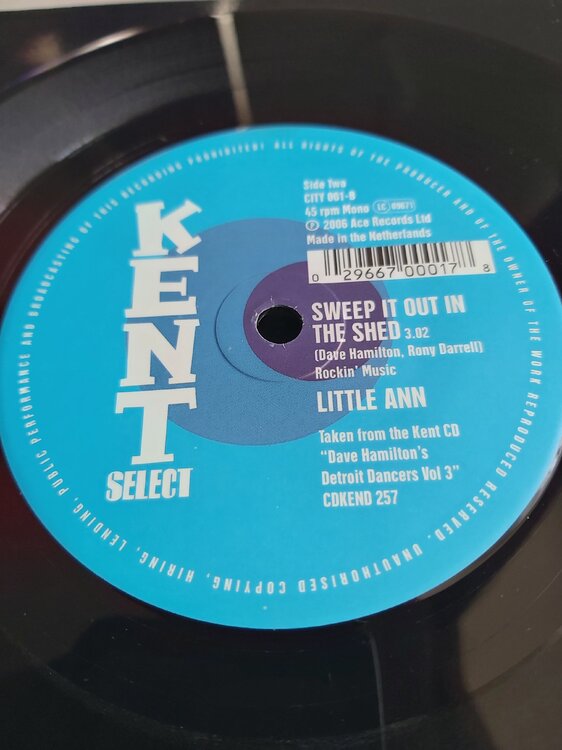 KENT
SELECT
Side Two
CITY 001-B
45 rpm Mono LC 09671
℗ 2006 Ace Records Ltd
Made in the Netherlands
0 29667 00017 8
SWEEP IT OUT IN
THE SHED 3.02
(Dave Hamilton, Rony Darrell)
Rockin' Music
LITTLE ANN
Taken from the Kent CD
“Dave Hamilton's
Detroit Dancers Vol 3”
CDKEND 257
ALL RIGHTS OF THE PRODUCER AND OF THE OWNER OF THE WORK REPRODUCED RESERVED. UNAUTHORISED COPYING, HIRING, LENDING, PUBLIC PERFORMANCE AND BROADCASTING OF THIS RECORDING PROHIBITED!